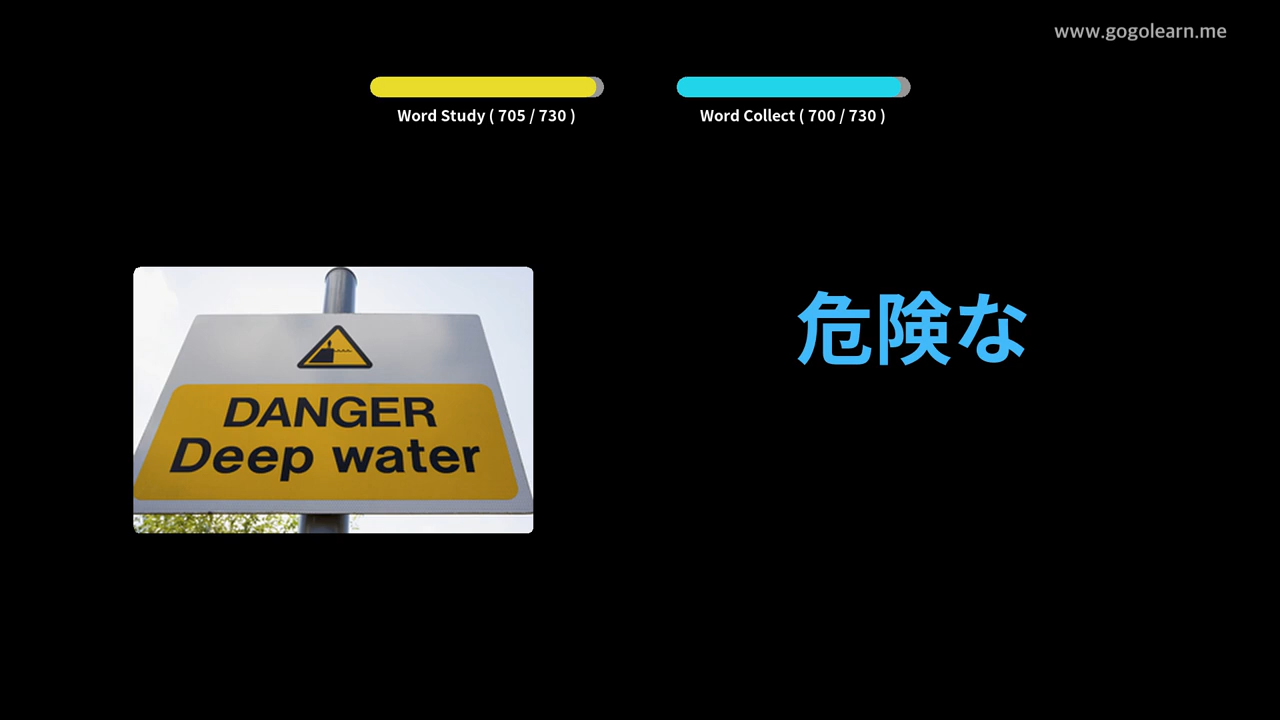 www.gogolearn.me
Word Study ( 705 / 730 )
Word Collect ( 700 / 730 )
DANGER
Deep water
危険な